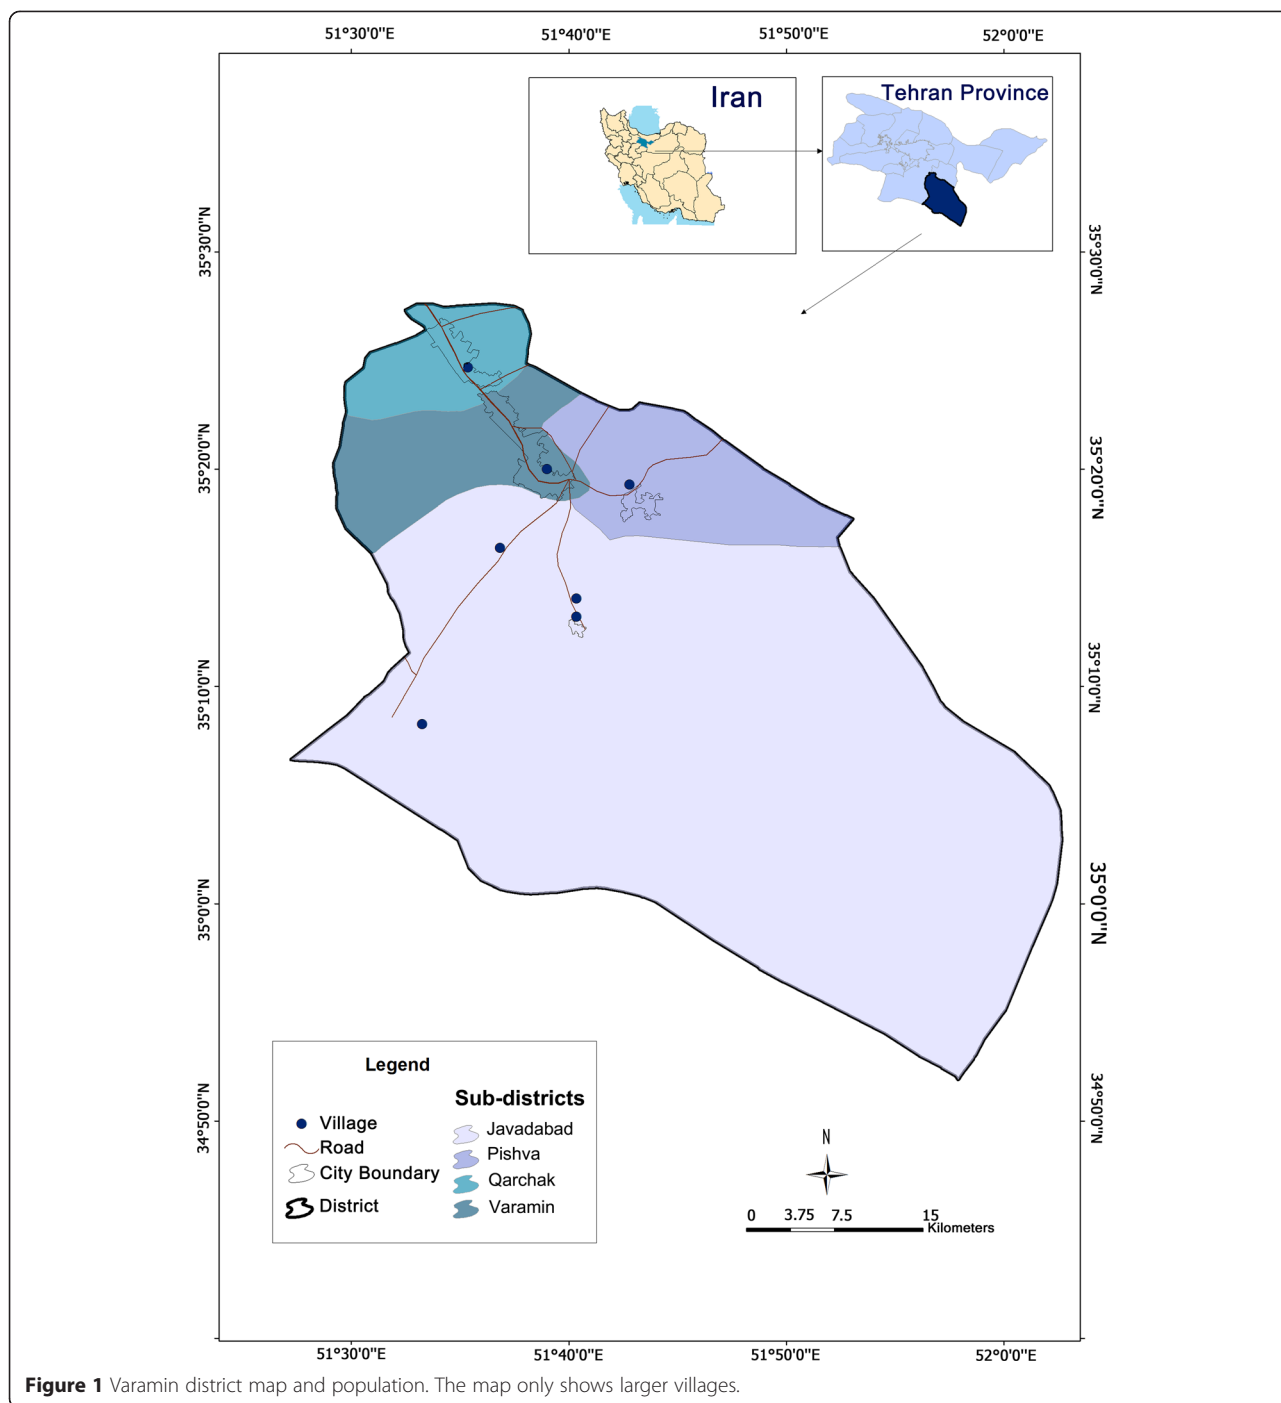 51°30'0"E 51°40'0"E 51°50'0"E 52°0'0"E
Iran
Tehran Province
35°30'0"N
35°30'0"N
35°20'0"N
35°20'0"N
35°10'0"N
35°10'0"N
35°0'0"N
35°0'0"N
34°50'0"N
34°50'0"N
Legend
Village
Road
City Boundary
District
Sub-districts
Javadabad
Pishva
Qarchak
Varamin
N
0 3.75 7.5 15
Kilometers
51°30'0"E 51°40'0"E 51°50'0"E 52°0'0"E
Figure 1 Varamin district map and population. The map only shows larger villages.